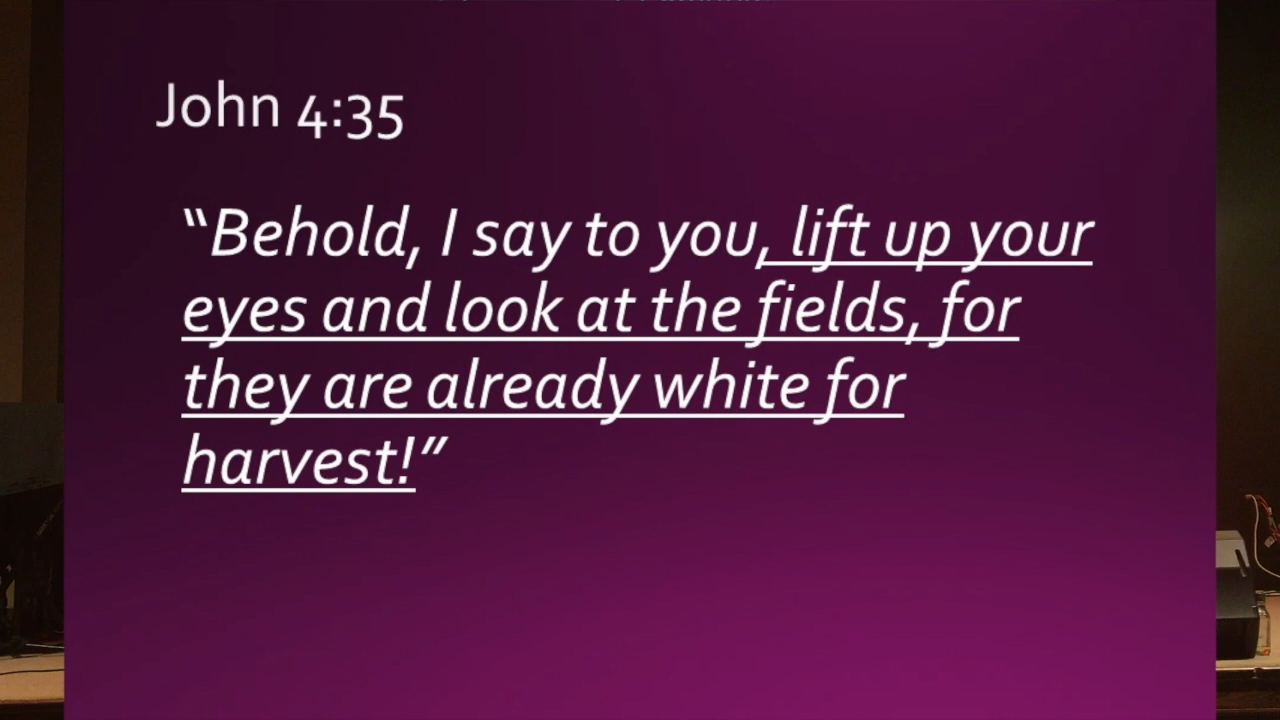 John 4:35
“Behold, I say to you, lift up your
eyes and look at the fields, for
they are already white for
harvest!”